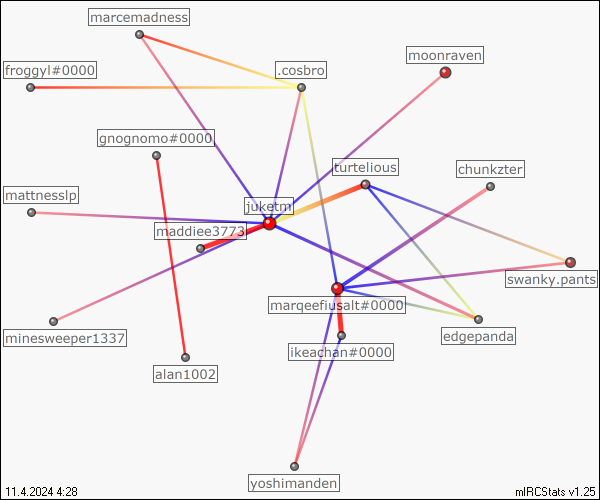 marcemadness
moonraven
froggyl#0000
.cosbro
gnognomo#0000
turtelious
chunkzter
mattnesslp
juketn
maddiee3773
swanky.pants
marqeefiusalt#0000
minesweeper1337
edgepanda
ikeachan#0000
alan1002
yoshimanden
11.4.2024 4:28
mIRCStats v1.25